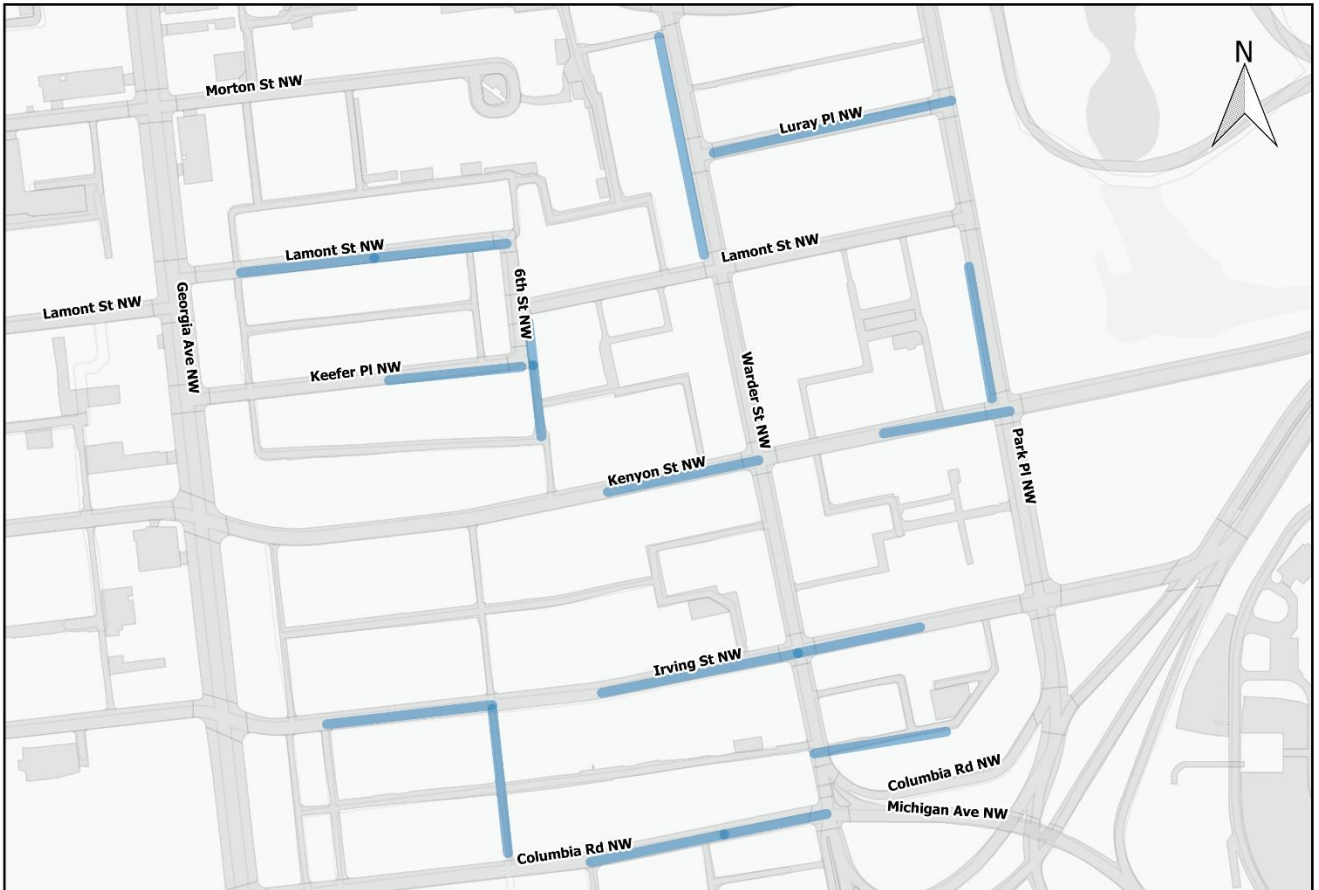 N
Morton St NW
Luray Pl NW
Lamont St NW
Lamont St NW
Lamont St NW
6th St NW
Georgia Ave NW
Keefer Pl NW
Warder St NW
Kenyon St NW
Park Pl NW
Irving St NW
Columbia Rd NW
Michigan Ave NW
Columbia Rd NW